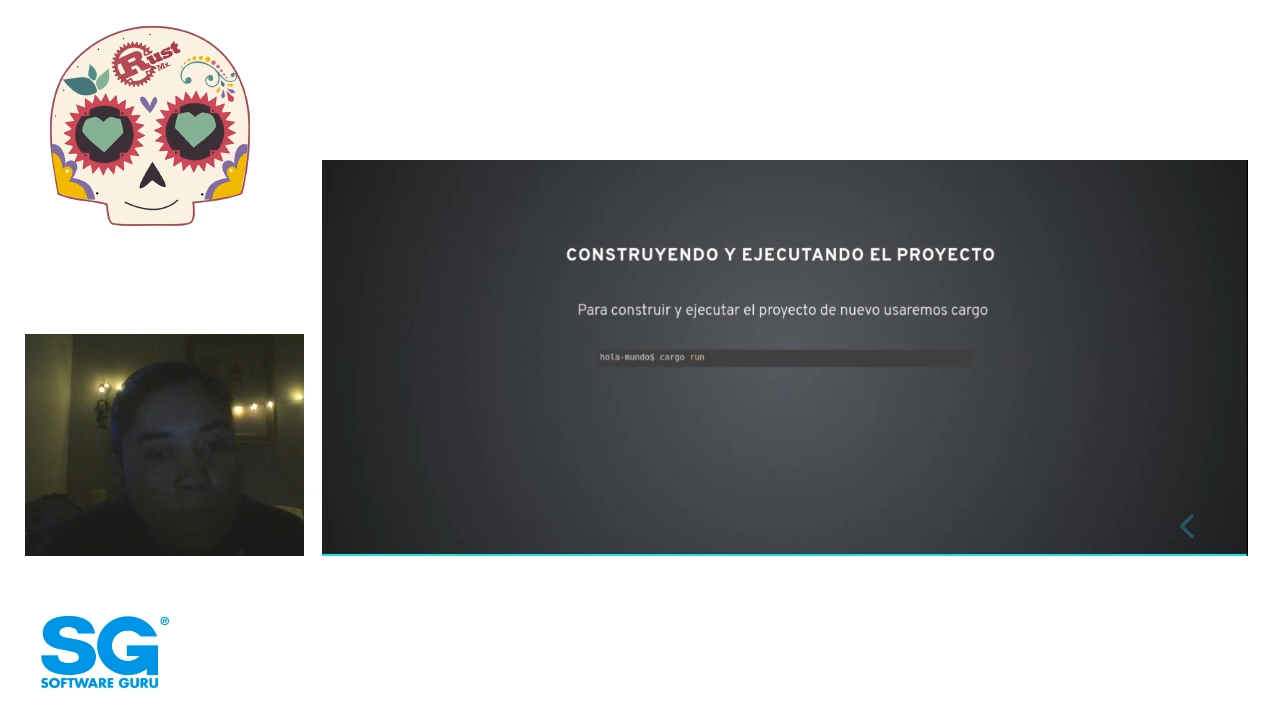 Rust
Mx
CONSTRUYENDO Y EJECUTANDO EL PROYECTO
Para construir y ejecutar el proyecto de nuevo usaremos cargo
hola-mundo$ cargo run
SG®
SOFTWARE GURU